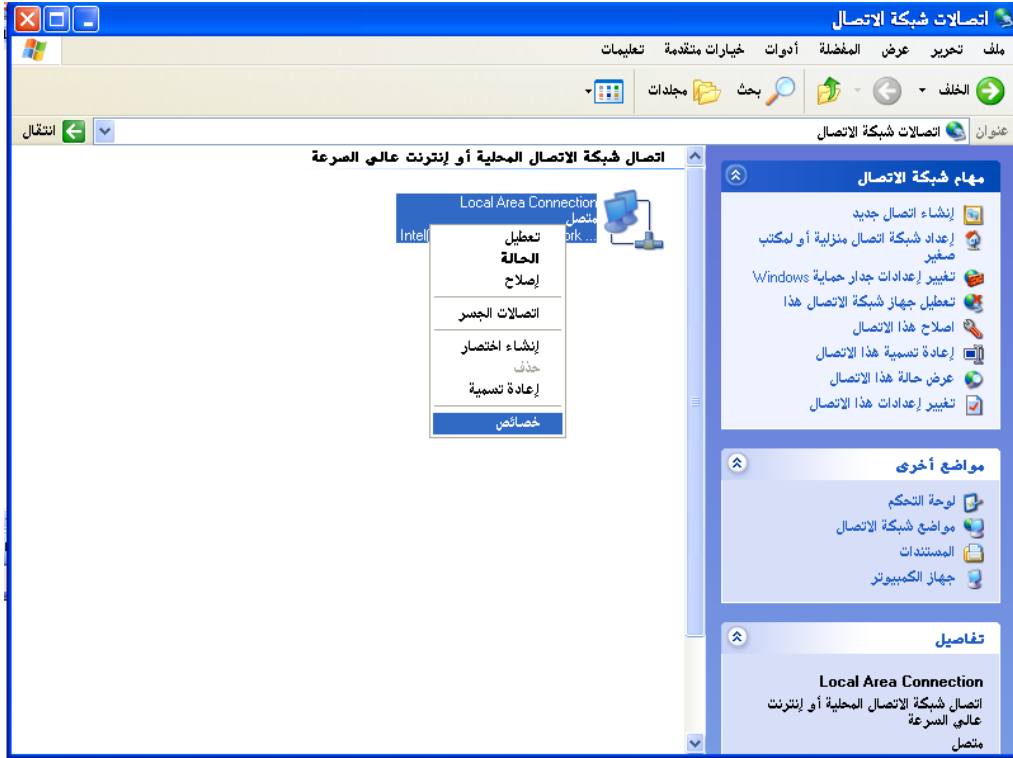 اتصالات شبكة الاتصال
ملف تحرير عرض المفضلة أدوات خيارات متقدمة تعليمات
الخلف بحث مجلدات
عنوان اتصالات شبكة الاتصال انتقال
مهام شبكة الاتصال
إنشاء اتصال جديد
إعداد شبكة اتصال منزلية أو لمكتب
صغير
تغيير إعدادات جدار حماية Windows
تعطيل جهاز شبكة الاتصال هذا
اصلاح هذا الاتصال
إعادة تسمية هذا الاتصال
عرض حالة هذا الاتصال
تغيير إعدادات هذا الاتصال
مواضع أخرى
لوحة التحكم
مواضع شبكة الاتصال
المستندات
جهاز الكمبيوتر
تفاصيل
Local Area Connection
اتصال شبكة الاتصال المحلية أو إنترنت
عالي السرعة
متصل
اتصال شبكة الاتصال المحلية أو إنترنت عالي السرعة
Local Area Connection
متصل
تعطيل
الحالة
إصلاح
اتصالات الجسر
إنشاء اختصار
حذف
إعادة تسمية
خصائص